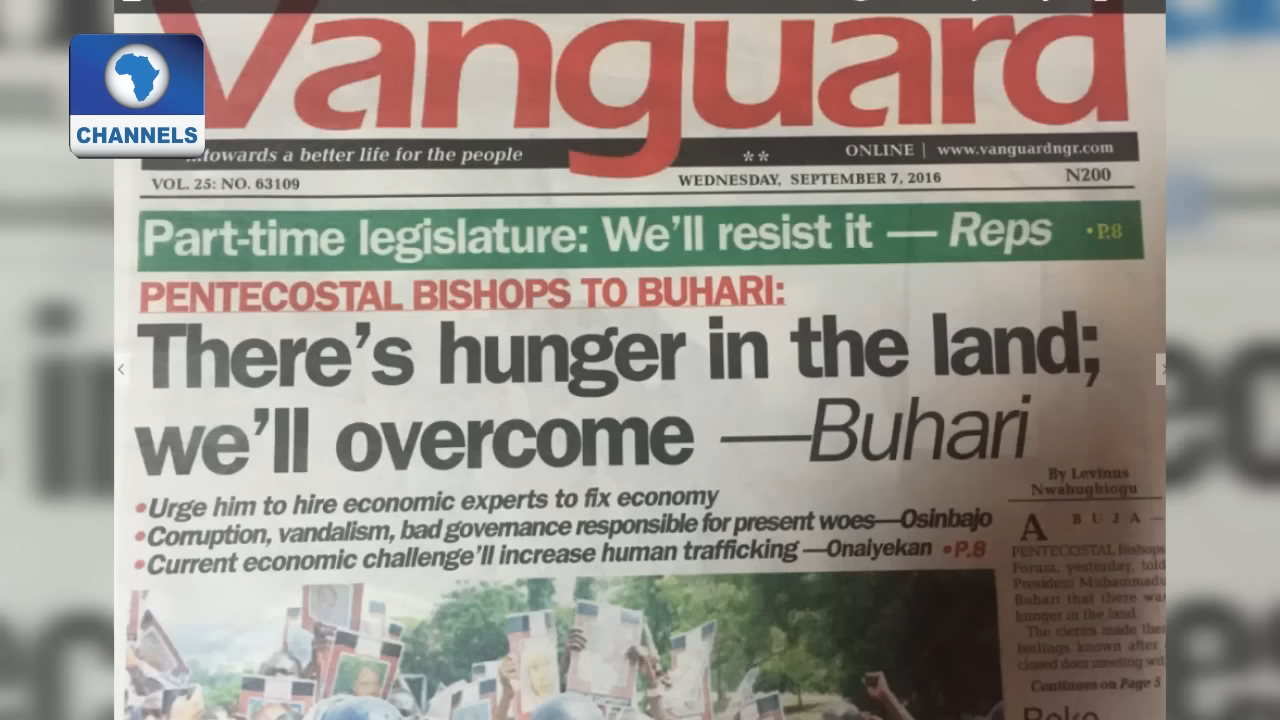 CHANNELS
Vanguard
...towards a better life for the people
**
ONLINE | www.vanguardngr.com
VOL. 25: NO. 63109
WEDNESDAY, SEPTEMBER 7, 2016
N200
Part-time legislature: We'll resist it — Reps •P.8
PENTECOSTAL BISHOPS TO BUHARI:
There's hunger in the land;
we'll overcome —Buhari
•Urge him to hire economic experts to fix economy
•Corruption, vandalism, bad governance responsible for present woes—Osinbajo
•Current economic challenge'll increase human trafficking —Onaiyekan •P.8
By Levinus
Nwabughiogu
ABUJA —
PENTECOSTAL Bishops
Forum, yesterday, told
President Muhammadu
Buhari that there was
hunger in the land.
The clerics made their
feelings known after
closed door meeting
Continues on Page 5